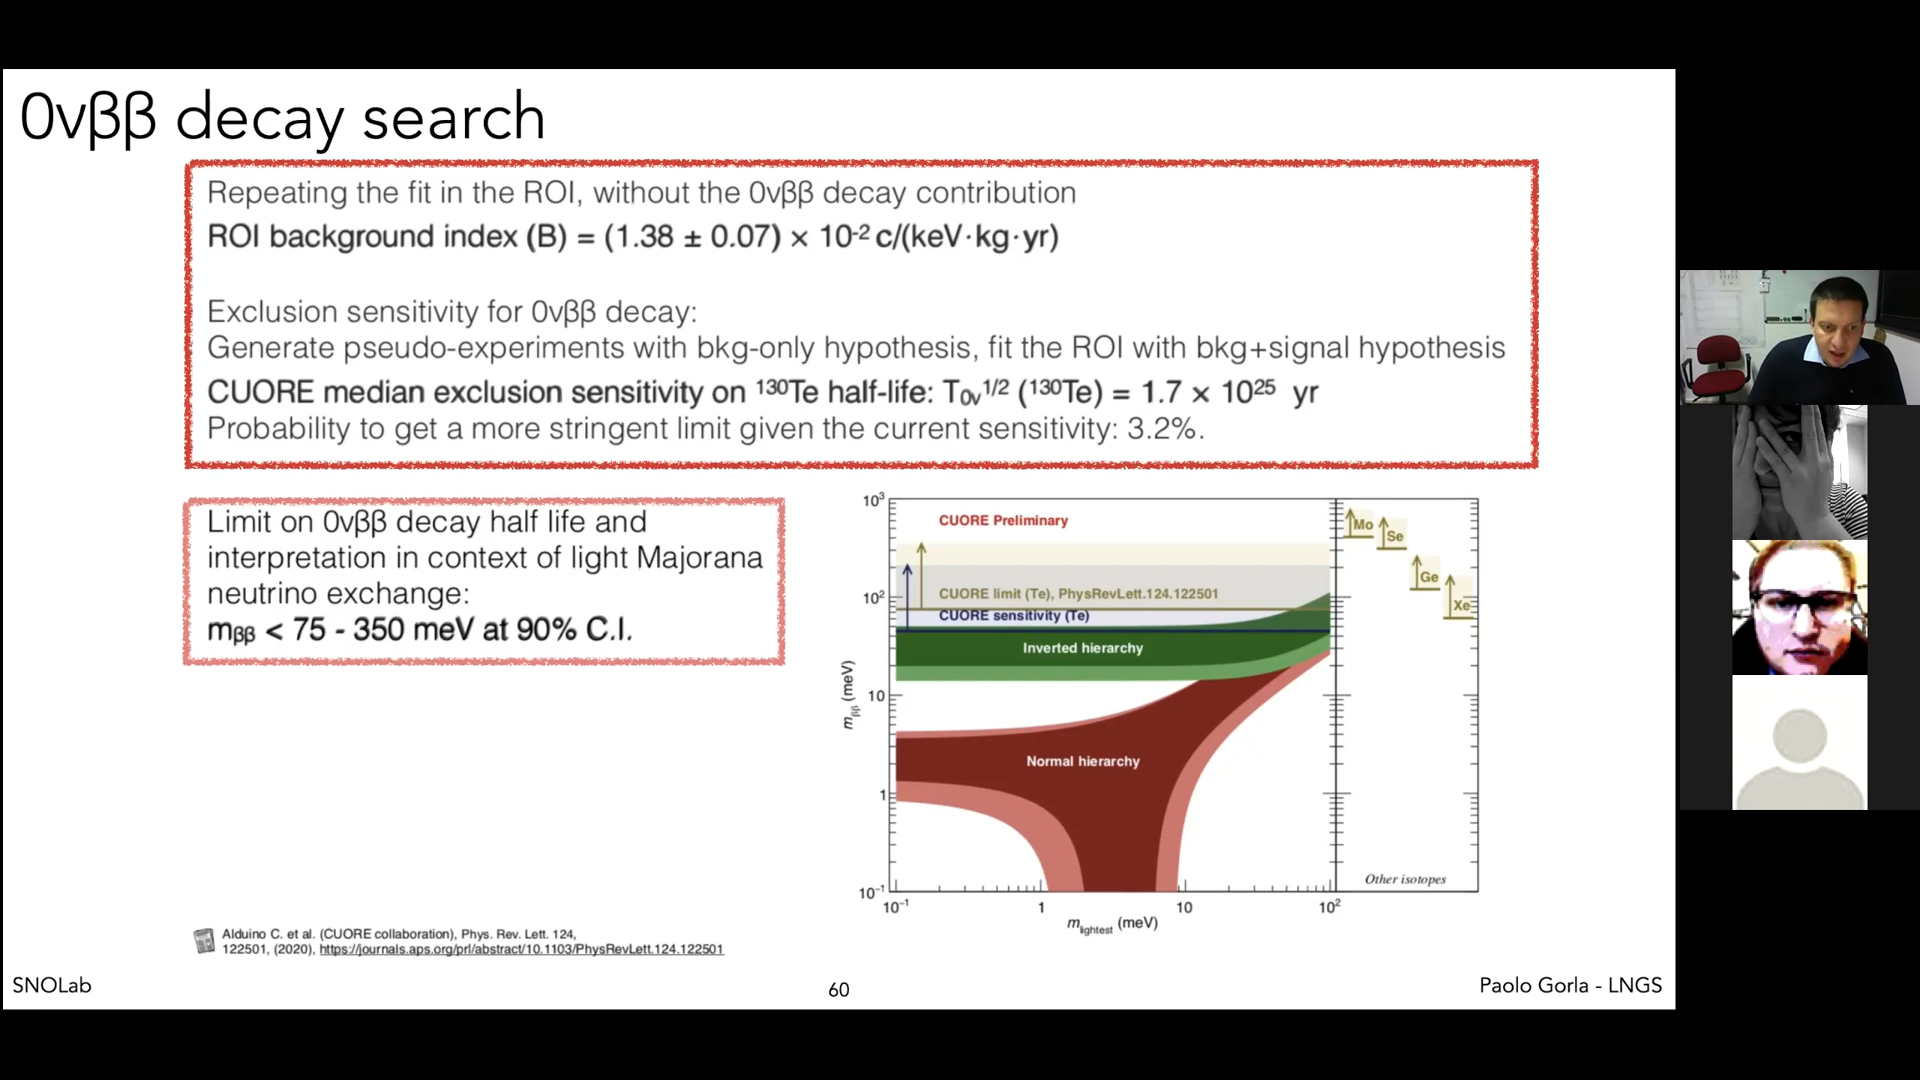 0νββ decay search
Repeating the fit in the ROI, without the 0νββ decay contribution
ROI background index (B) = (1.38 ± 0.07) × 10⁻² c/(keV·kg·yr)
Exclusion sensitivity for 0νββ decay:
Generate pseudo-experiments with bkg-only hypothesis, fit the ROI with bkg+signal hypothesis
CUORE median exclusion sensitivity on ¹³⁰Te half-life: T₀ᵥ¹/² (¹³⁰Te) = 1.7 × 10²⁵ yr
Probability to get a more stringent limit given the current sensitivity: 3.2%.
Limit on 0νββ decay half life and
interpretation in context of light Majorana
neutrino exchange:
mββ < 75 - 350 meV at 90% C.I.
10³
10²
10
1
10⁻¹
mββ (meV)
CUORE Preliminary
CUORE limit (Te), PhysRevLett.124.122501
CUORE sensitivity (Te)
Inverted hierarchy
Normal hierarchy
Mo
Se
Ge
Xe
Other isotopes
10⁻¹ 1 10 10²
mlightest (meV)
Alduino C. et al. (CUORE collaboration), Phys. Rev. Lett. 124,
122501, (2020), https://journals.aps.org/prl/abstract/10.1103/PhysRevLett.124.122501
SNOLab
60
Paolo Gorla - LNGS